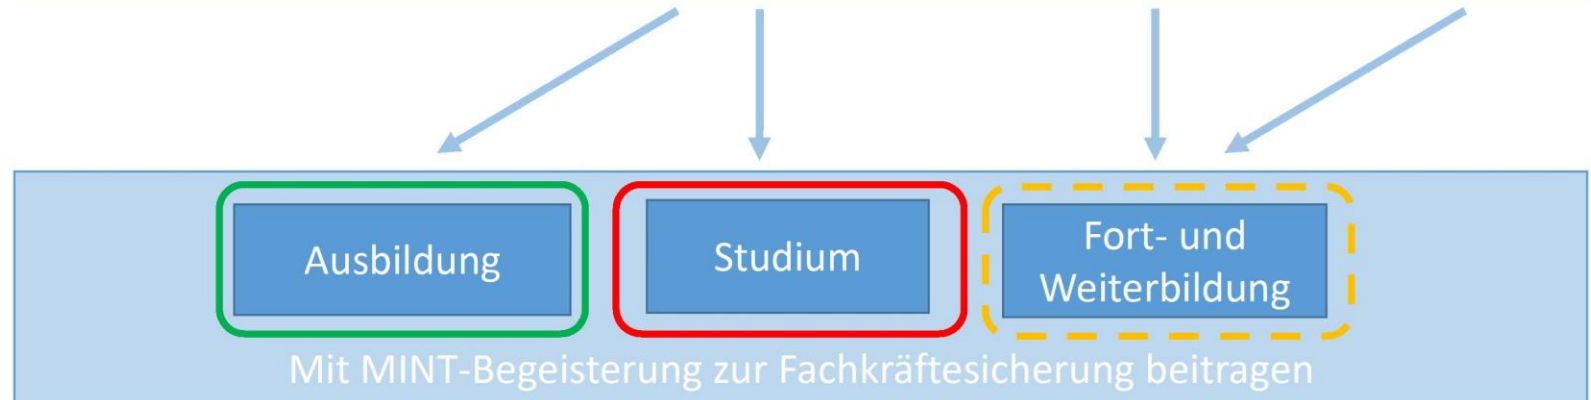 Ausbildung
Studium
Fort- und
Weiterbildung
Mit MINT-Begeisterung zur Fachkräftesicherung beitragen